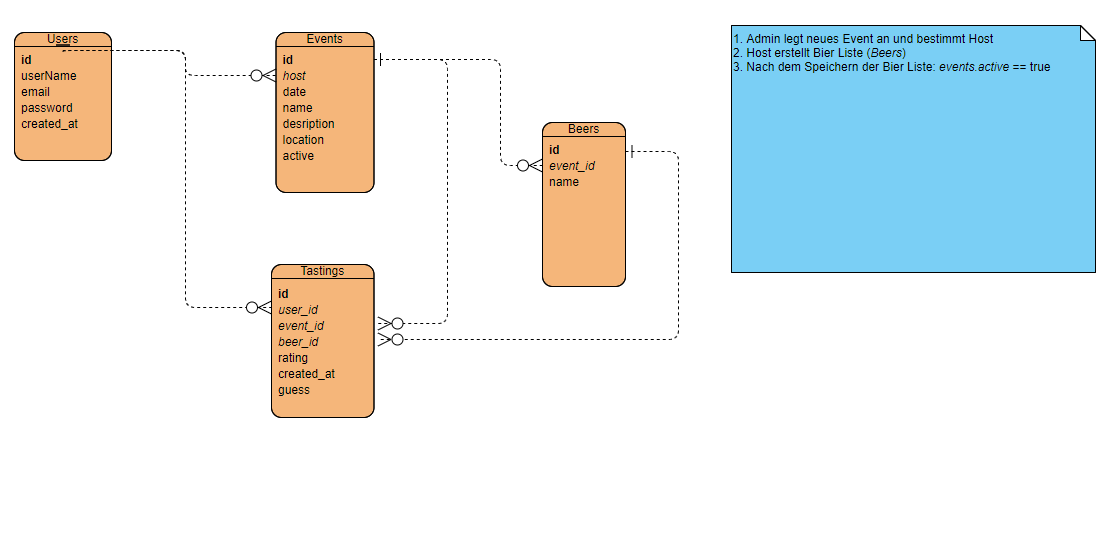 Users
id
userName
email
password
created_at
Events
id
host
date
name
desription
location
active
Beers
id
event_id
name
Tastings
id
user_id
event_id
beer_id
rating
created_at
guess
1. Admin legt neues Event an und bestimmt Host
2. Host erstellt Bier Liste (Beers)
3. Nach dem Speichern der Bier Liste: events.active == true